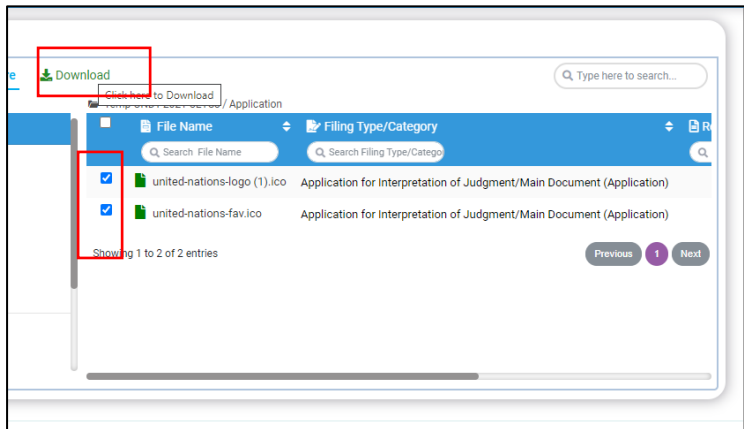 e Download
Type here to search...
Click here to Download
/ Application
File Name Filing Type/Category R
Search File Name Search Filing Type/Catego
united-nations-logo (1).ico Application for Interpretation of Judgment/Main Document (Application)
united-nations-fav.ico Application for Interpretation of Judgment/Main Document (Application)
Showing 1 to 2 of 2 entries
Previous 1 Next